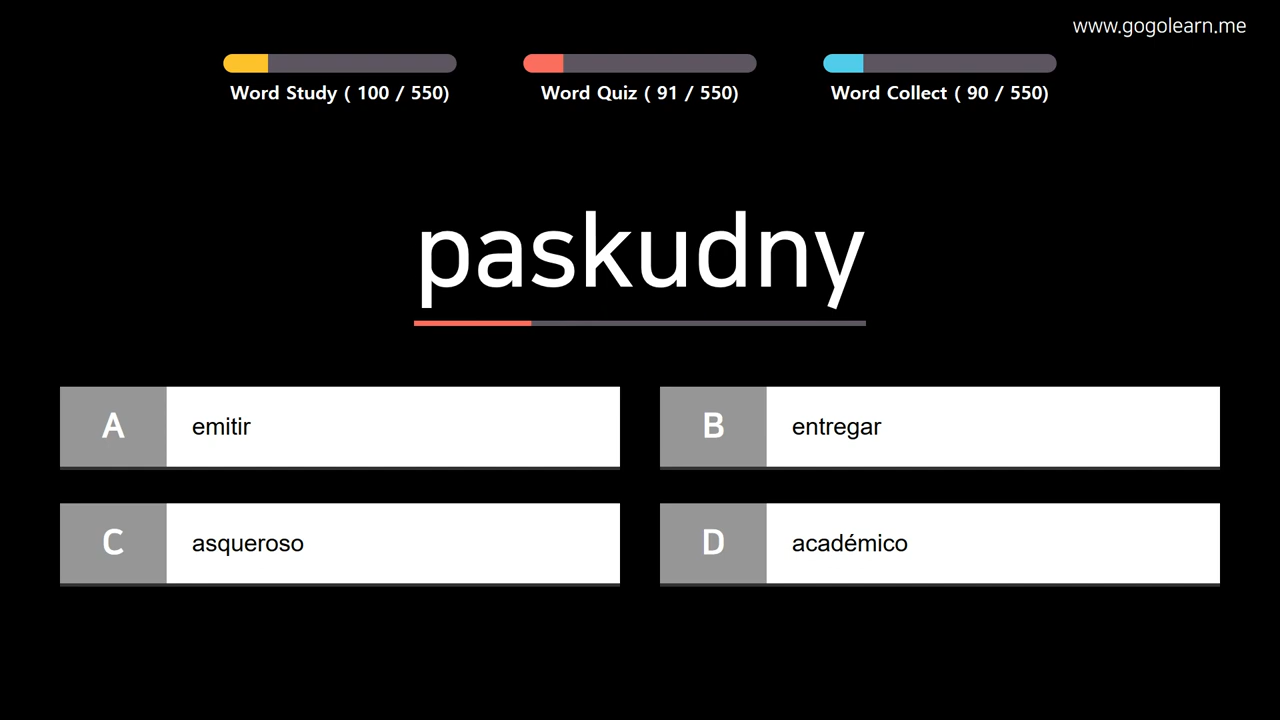 www.gogolearn.me
Word Study ( 100 / 550)
Word Quiz ( 91 / 550)
Word Collect ( 90 / 550)
paskudny
A emitir
B entregar
C asqueroso
D académico